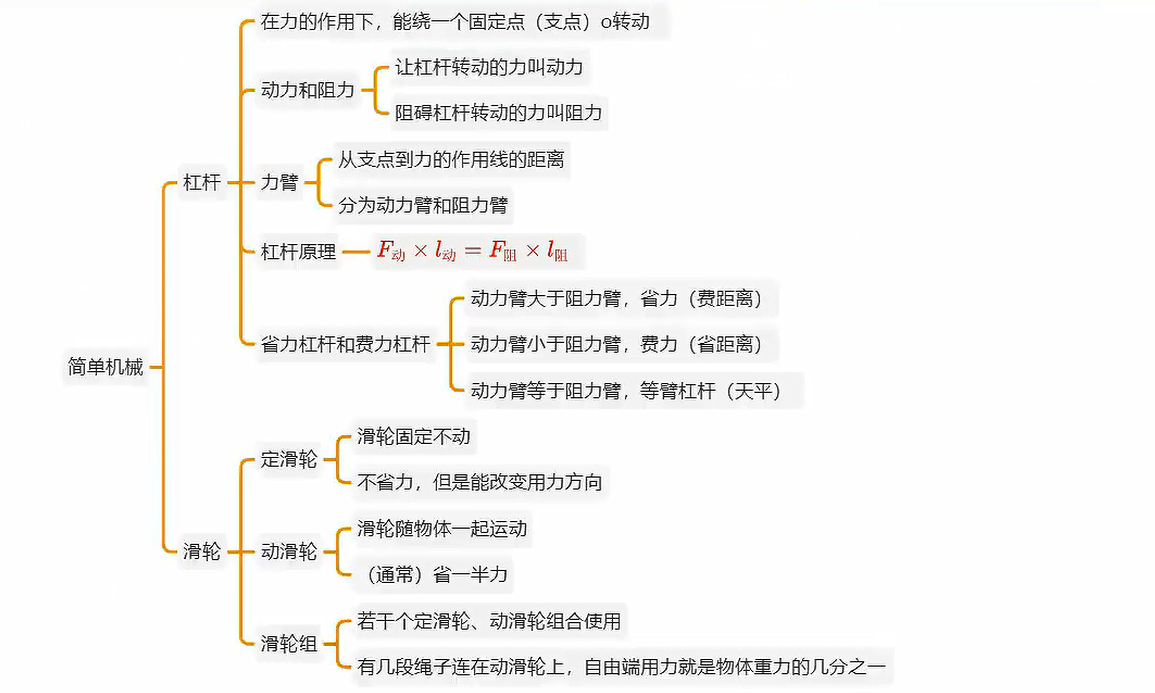 在力的作用下，能绕一个固定点（支点）o转动
让杠杆转动的力叫动力
动力和阻力
阻碍杠杆转动的力叫阻力
从支点到力的作用线的距离
杠杆
力臂
分为动力臂和阻力臂
杠杆原理
F动 × l动 = F阻 × l阻
动力臂大于阻力臂，省力（费距离）
省力杠杆和费力杠杆
动力臂小于阻力臂，费力（省距离）
简单机械
动力臂等于阻力臂，等臂杠杆（天平）
滑轮固定不动
定滑轮
不省力，但是能改变用力方向
滑轮随物体一起运动
滑轮
动滑轮
（通常）省一半力
若干个定滑轮、动滑轮组合使用
滑轮组
有几段绳子连在动滑轮上，自由端用力就是物体重力的几分之一